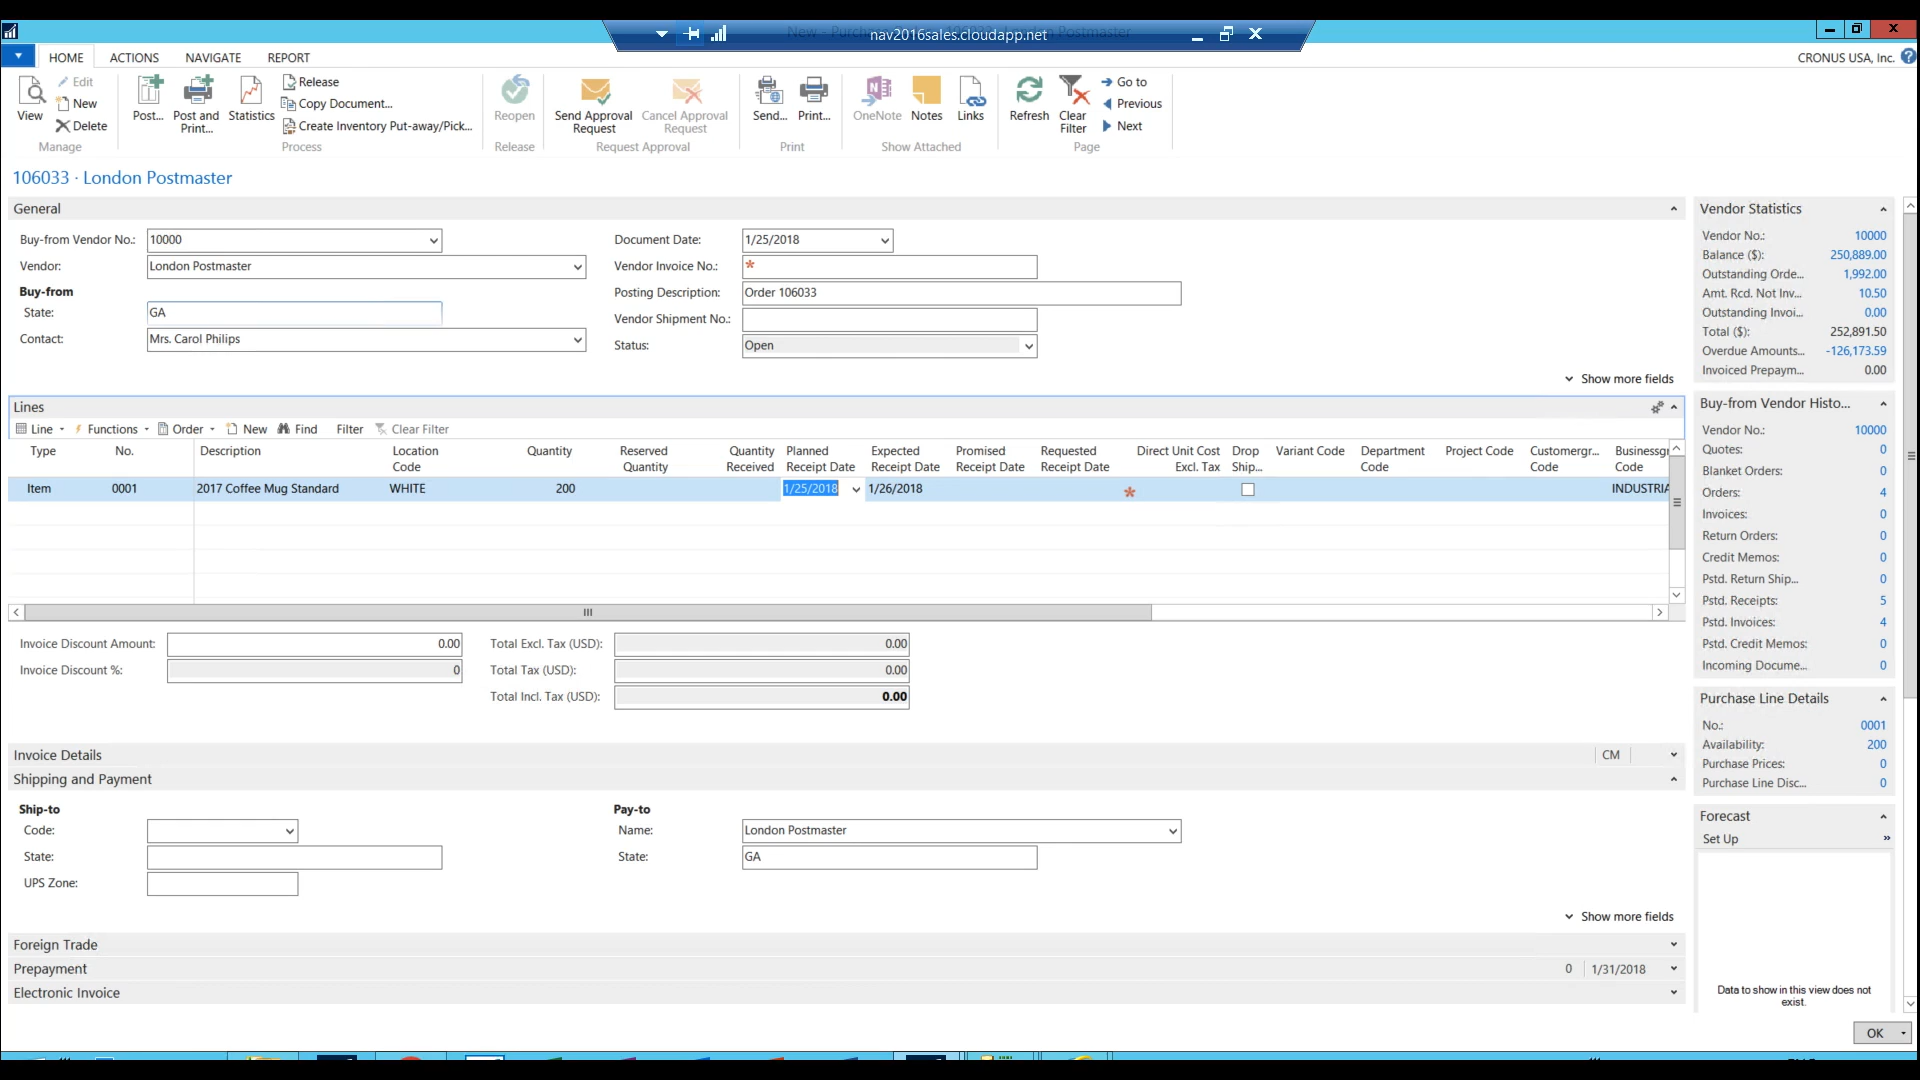 nav2016sales.cloudapp.net
HOME ACTIONS NAVIGATE REPORT CRONUS USA, Inc.
View
Edit
New
Delete
Manage
Post...
Post and Print...
Statistics
Release
Copy Document...
Create Inventory Put-away/Pick...
Process
Reopen
Release
Send Approval Request
Cancel Approval Request
Request Approval
Send...
Print...
Print
OneNote
Notes
Links
Show Attached
Refresh
Clear Filter
Go to
Previous
Next
Page
106033 · London Postmaster
General
Buy-from Vendor No.: 10000
Vendor: London Postmaster
Buy-from
State: GA
Contact: Mrs. Carol Philips
Document Date: 1/25/2018
Vendor Invoice No.: *
Posting Description: Order 106033
Vendor Shipment No.:
Status: Open
Show more fields
Lines
Line Functions Order New Find Filter Clear Filter
Type No. Description Location Code Quantity Reserved Quantity Quantity Received Planned Receipt Date Expected Receipt Date Promised Receipt Date Requested Receipt Date Direct Unit Cost Excl. Tax Drop Ship... Variant Code Department Code Project Code Customergr... Code Businessgr Code
Item 0001 2017 Coffee Mug Standard WHITE 200 1/25/2018 1/26/2018 * INDUSTRIA
Invoice Discount Amount: 0.00
Invoice Discount %: 0
Total Excl. Tax (USD): 0.00
Total Tax (USD): 0.00
Total Incl. Tax (USD): 0.00
Invoice Details CM
Shipping and Payment
Ship-to
Code:
State:
UPS Zone:
Pay-to
Name: London Postmaster
State: GA
Show more fields
Foreign Trade
Prepayment 0 1/31/2018
Electronic Invoice
Vendor Statistics
Vendor No.: 10000
Balance ($): 250,889.00
Outstanding Orde... 1,992.00
Amt. Rcd. Not Inv... 10.50
Outstanding Invoi... 0.00
Total ($): 252,891.50
Overdue Amounts... -126,173.59
Invoiced Prepaym... 0.00
Buy-from Vendor Histo...
Vendor No.: 10000
Quotes: 0
Blanket Orders: 0
Orders: 4
Invoices: 0
Return Orders: 0
Credit Memos: 0
Pstd. Return Ship... 0
Pstd. Receipts: 5
Pstd. Invoices: 4
Pstd. Credit Memos: 0
Incoming Docume... 0
Purchase Line Details
No.: 0001
Availability: 200
Purchase Prices: 0
Purchase Line Disc... 0
Forecast
Set Up »
Data to show in this view does not
exist.
OK